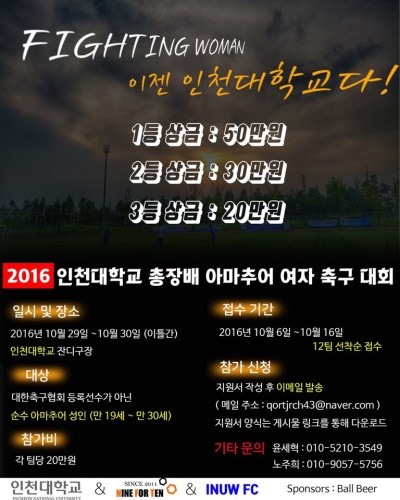 FIGHTING WOMAN
이젠 인천대학교다!
1등 상금 : 50만원
2등 상금 : 30만원
3등 상금 : 20만원
2016 인천대학교 총장배 아마추어 여자 축구 대회
일시 및 장소
2016년 10월 29일 ~10월 30일 (이틀간)
인천대학교 잔디구장
대상
대한축구협회 등록선수가 아닌
순수 아마추어 성인 (만 19세 ~ 만 30세)
참가비
각 팀당 20만원
접수 기간
2016년 10월 6일 ~10월 16일
12팀 선착순 접수
참가 신청
지원서 작성 후 이메일 발송
( 메일 주소 : qortjrch43@naver.com )
지원서 양식는 게시물 링크를 통해 다운로드
기타 문의 윤세혁 : 010-5210-3549
노주희 : 010-9057-5756
인천대학교 & SINCE 2011 NINE FOR TEN & INUW FC Sponsors : Ball Beer
INCHEON NATIONAL UNIVERSITY